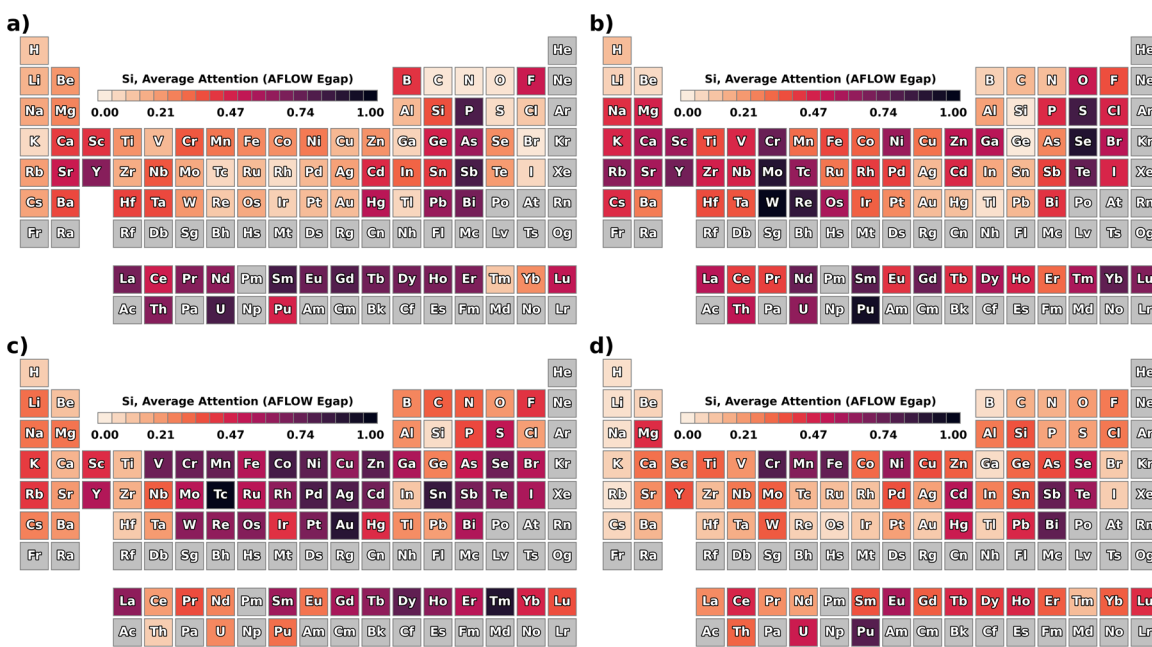 a)
H He
Li Be B C N O F Ne
Si, Average Attention (AFLOW Egap)
0.00 0.21 0.47 0.74 1.00
Na Mg Al Si P S Cl Ar
K Ca Sc Ti V Cr Mn Fe Co Ni Cu Zn Ga Ge As Se Br Kr
Rb Sr Y Zr Nb Mo Tc Ru Rh Pd Ag Cd In Sn Sb Te I Xe
Cs Ba Hf Ta W Re Os Ir Pt Au Hg Tl Pb Bi Po At Rn
Fr Ra Rf Db Sg Bh Hs Mt Ds Rg Cn Nh Fl Mc Lv Ts Og
La Ce Pr Nd Pm Sm Eu Gd Tb Dy Ho Er Tm Yb Lu
Ac Th Pa U Np Pu Am Cm Bk Cf Es Fm Md No Lr
b)
H He
Li Be B C N O F Ne
Si, Average Attention (AFLOW Egap)
0.00 0.21 0.47 0.74 1.00
Na Mg Al Si P S Cl Ar
K Ca Sc Ti V Cr Mn Fe Co Ni Cu Zn Ga Ge As Se Br Kr
Rb Sr Y Zr Nb Mo Tc Ru Rh Pd Ag Cd In Sn Sb Te I Xe
Cs Ba Hf Ta W Re Os Ir Pt Au Hg Tl Pb Bi Po At Rn
Fr Ra Rf Db Sg Bh Hs Mt Ds Rg Cn Nh Fl Mc Lv Ts Og
La Ce Pr Nd Pm Sm Eu Gd Tb Dy Ho Er Tm Yb Lu
Ac Th Pa U Np Pu Am Cm Bk Cf Es Fm Md No Lr
c)
H He
Li Be B C N O F Ne
Si, Average Attention (AFLOW Egap)
0.00 0.21 0.47 0.74 1.00
Na Mg Al Si P S Cl Ar
K Ca Sc Ti V Cr Mn Fe Co Ni Cu Zn Ga Ge As Se Br Kr
Rb Sr Y Zr Nb Mo Tc Ru Rh Pd Ag Cd In Sn Sb Te I Xe
Cs Ba Hf Ta W Re Os Ir Pt Au Hg Tl Pb Bi Po At Rn
Fr Ra Rf Db Sg Bh Hs Mt Ds Rg Cn Nh Fl Mc Lv Ts Og
La Ce Pr Nd Pm Sm Eu Gd Tb Dy Ho Er Tm Yb Lu
Ac Th Pa U Np Pu Am Cm Bk Cf Es Fm Md No Lr
d)
H He
Li Be B C N O F Ne
Si, Average Attention (AFLOW Egap)
0.00 0.21 0.47 0.74 1.00
Na Mg Al Si P S Cl Ar
K Ca Sc Ti V Cr Mn Fe Co Ni Cu Zn Ga Ge As Se Br Kr
Rb Sr Y Zr Nb Mo Tc Ru Rh Pd Ag Cd In Sn Sb Te I Xe
Cs Ba Hf Ta W Re Os Ir Pt Au Hg Tl Pb Bi Po At Rn
Fr Ra Rf Db Sg Bh Hs Mt Ds Rg Cn Nh Fl Mc Lv Ts Og
La Ce Pr Nd Pm Sm Eu Gd Tb Dy Ho Er Tm Yb Lu
Ac Th Pa U Np Pu Am Cm Bk Cf Es Fm Md No Lr